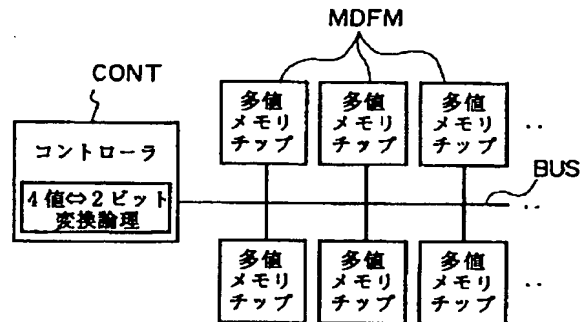 MDFM
CONT
多値
メモリ
チップ
多値
メモリ
チップ
多値
メモリ
チップ
‥
コントローラ
4値⇔2ビット
変換論理
BUS
‥
多値
メモリ
チップ
多値
メモリ
チップ
多値
メモリ
チップ
‥